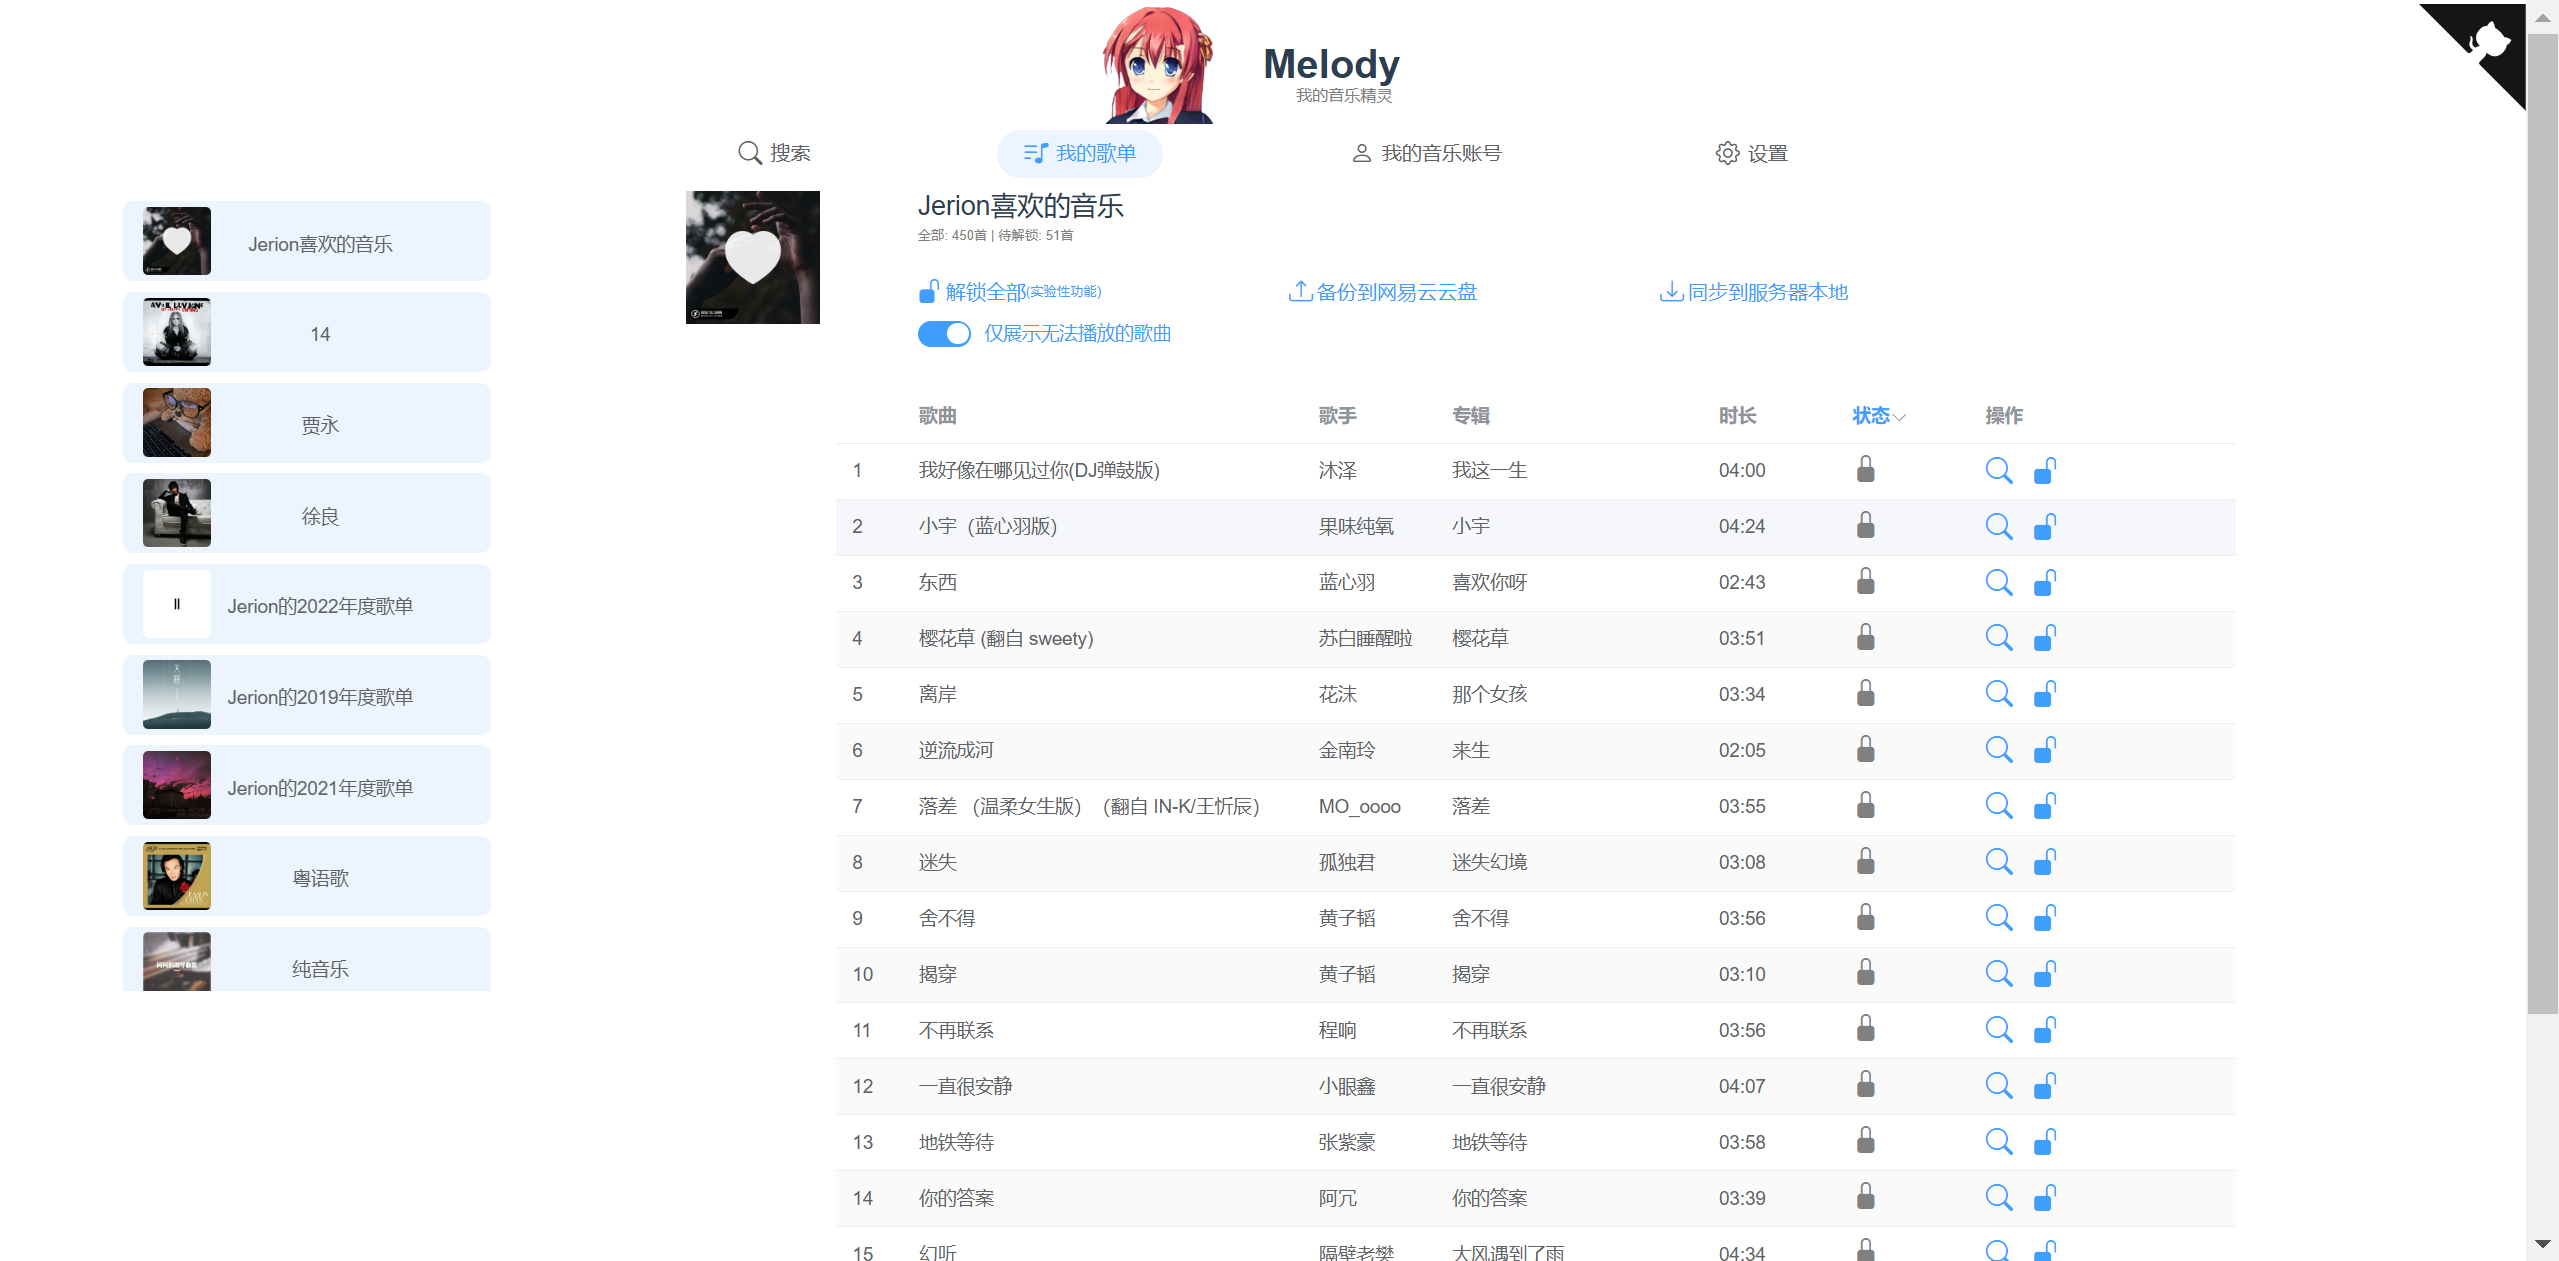 Melody
我的音乐精灵
搜索
我的歌单
我的音乐账号
设置
Jerion喜欢的音乐
14
贾永
徐良
Jerion的2022年度歌单
Jerion的2019年度歌单
Jerion的2021年度歌单
粤语歌
纯音乐
Jerion喜欢的音乐
全部: 450首 | 待解锁: 51首
解锁全部(实验性功能)
备份到网易云云盘
同步到服务器本地
仅展示无法播放的歌曲
歌曲 歌手 专辑 时长 状态 操作
1 我好像在哪见过你(DJ弹鼓版) 沐泽 我这一生 04:00
2 小宇（蓝心羽版） 果味纯氧 小宇 04:24
3 东西 蓝心羽 喜欢你呀 02:43
4 樱花草 (翻自 sweety) 苏白睡醒啦 樱花草 03:51
5 离岸 花沫 那个女孩 03:34
6 逆流成河 金南玲 来生 02:05
7 落差 （温柔女生版）（翻自 IN-K/王忻辰） MO_oooo 落差 03:55
8 迷失 孤独君 迷失幻境 03:08
9 舍不得 黄子韬 舍不得 03:56
10 揭穿 黄子韬 揭穿 03:10
11 不再联系 程响 不再联系 03:56
12 一直很安静 小眼鑫 一直很安静 04:07
13 地铁等待 张紫豪 地铁等待 03:58
14 你的答案 阿冗 你的答案 03:39
15 幻听 隔壁老樊 大风遇到了雨 04:34